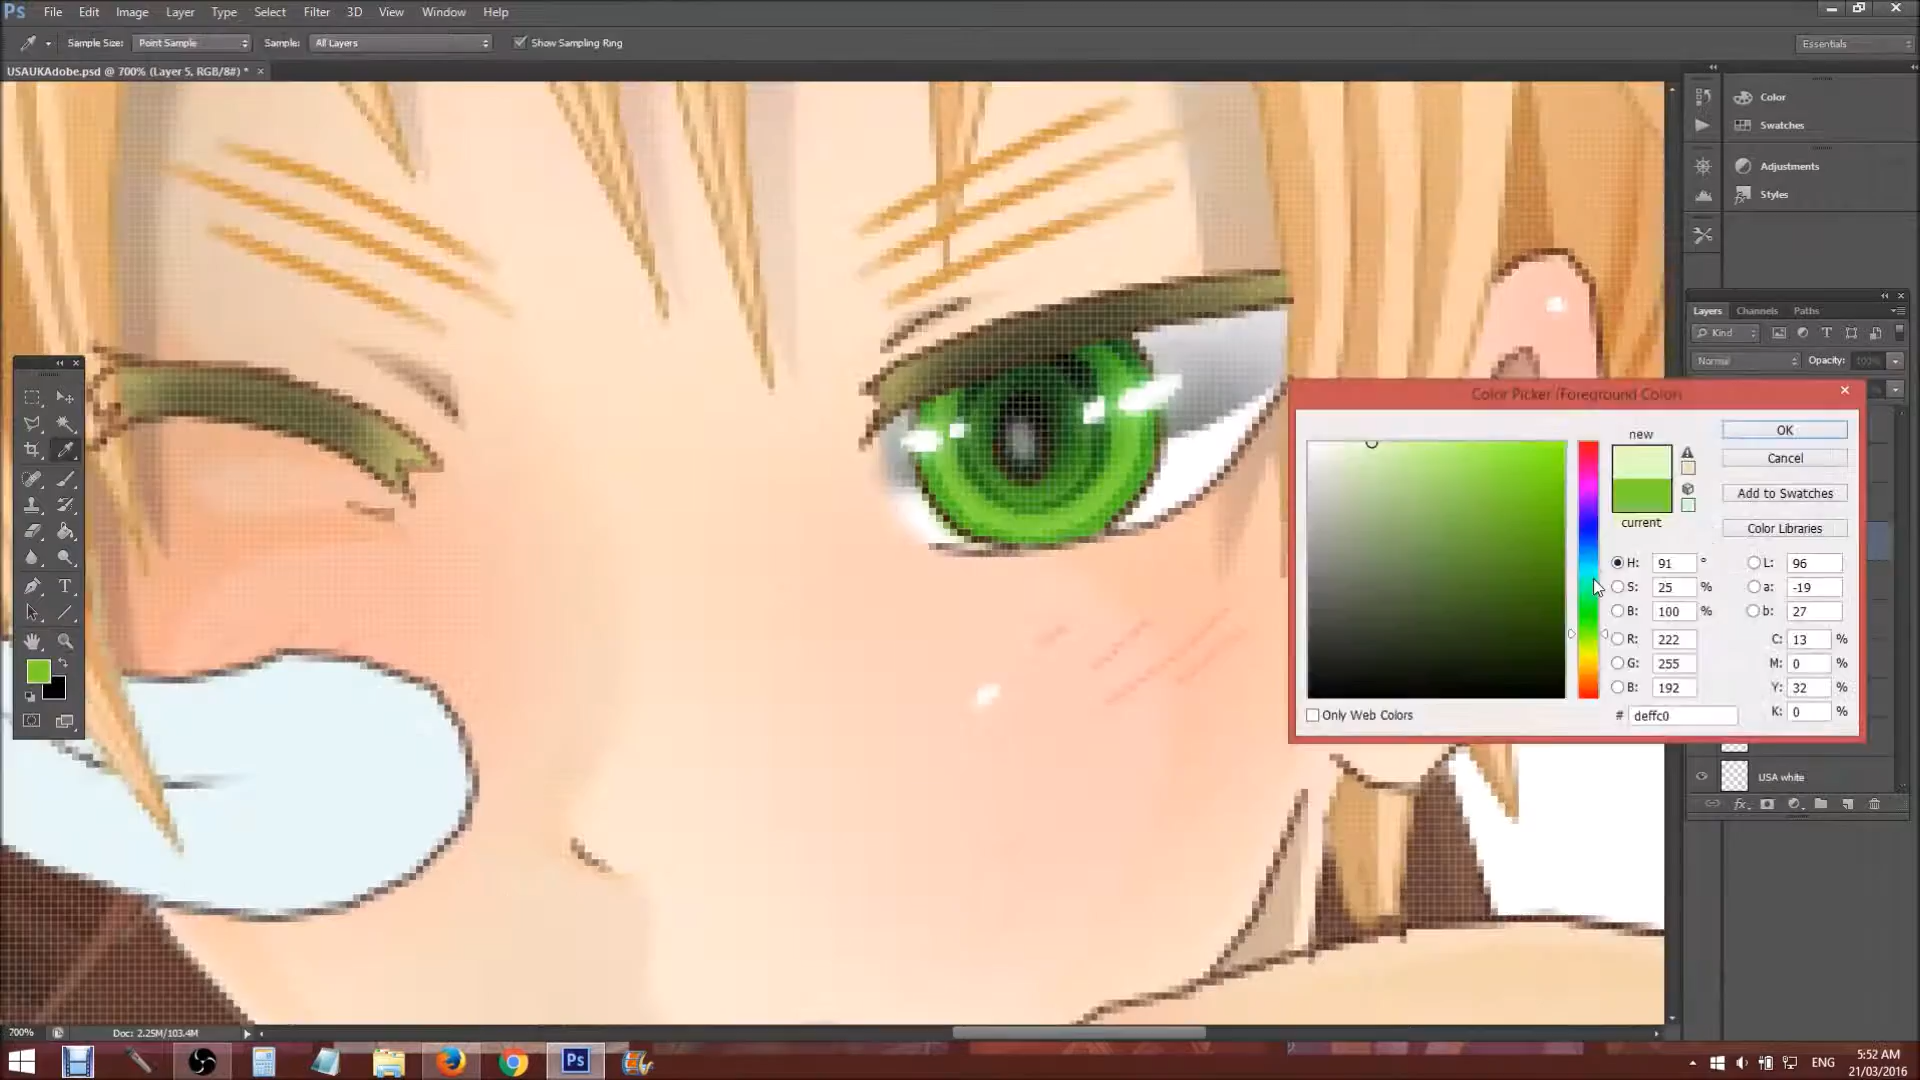 Ps File Edit Image Layer Type Select Filter 3D View Window Help
Sample Size: Point Sample Sample: All Layers Show Sampling Ring Essentials
USAUKAdobe.psd @ 700% (Layer 5, RGB/8#) * ×
Color
Swatches
Adjustments
Styles
Layers Channels Paths
Kind
Normal Opacity: 100%
Color Picker (Foreground Color)
new
OK
Cancel
Add to Swatches
current
Color Libraries
H: 91 ° L: 96
S: 25 % a: -19
B: 100 % b: 27
R: 222 C: 13 %
G: 255 M: 0 %
B: 192 Y: 32 %
Only Web Colors # deffc0 K: 0 %
USA white
700% Doc: 2.25M/103.4M
Ps ENG 5:52 AM
21/03/2016